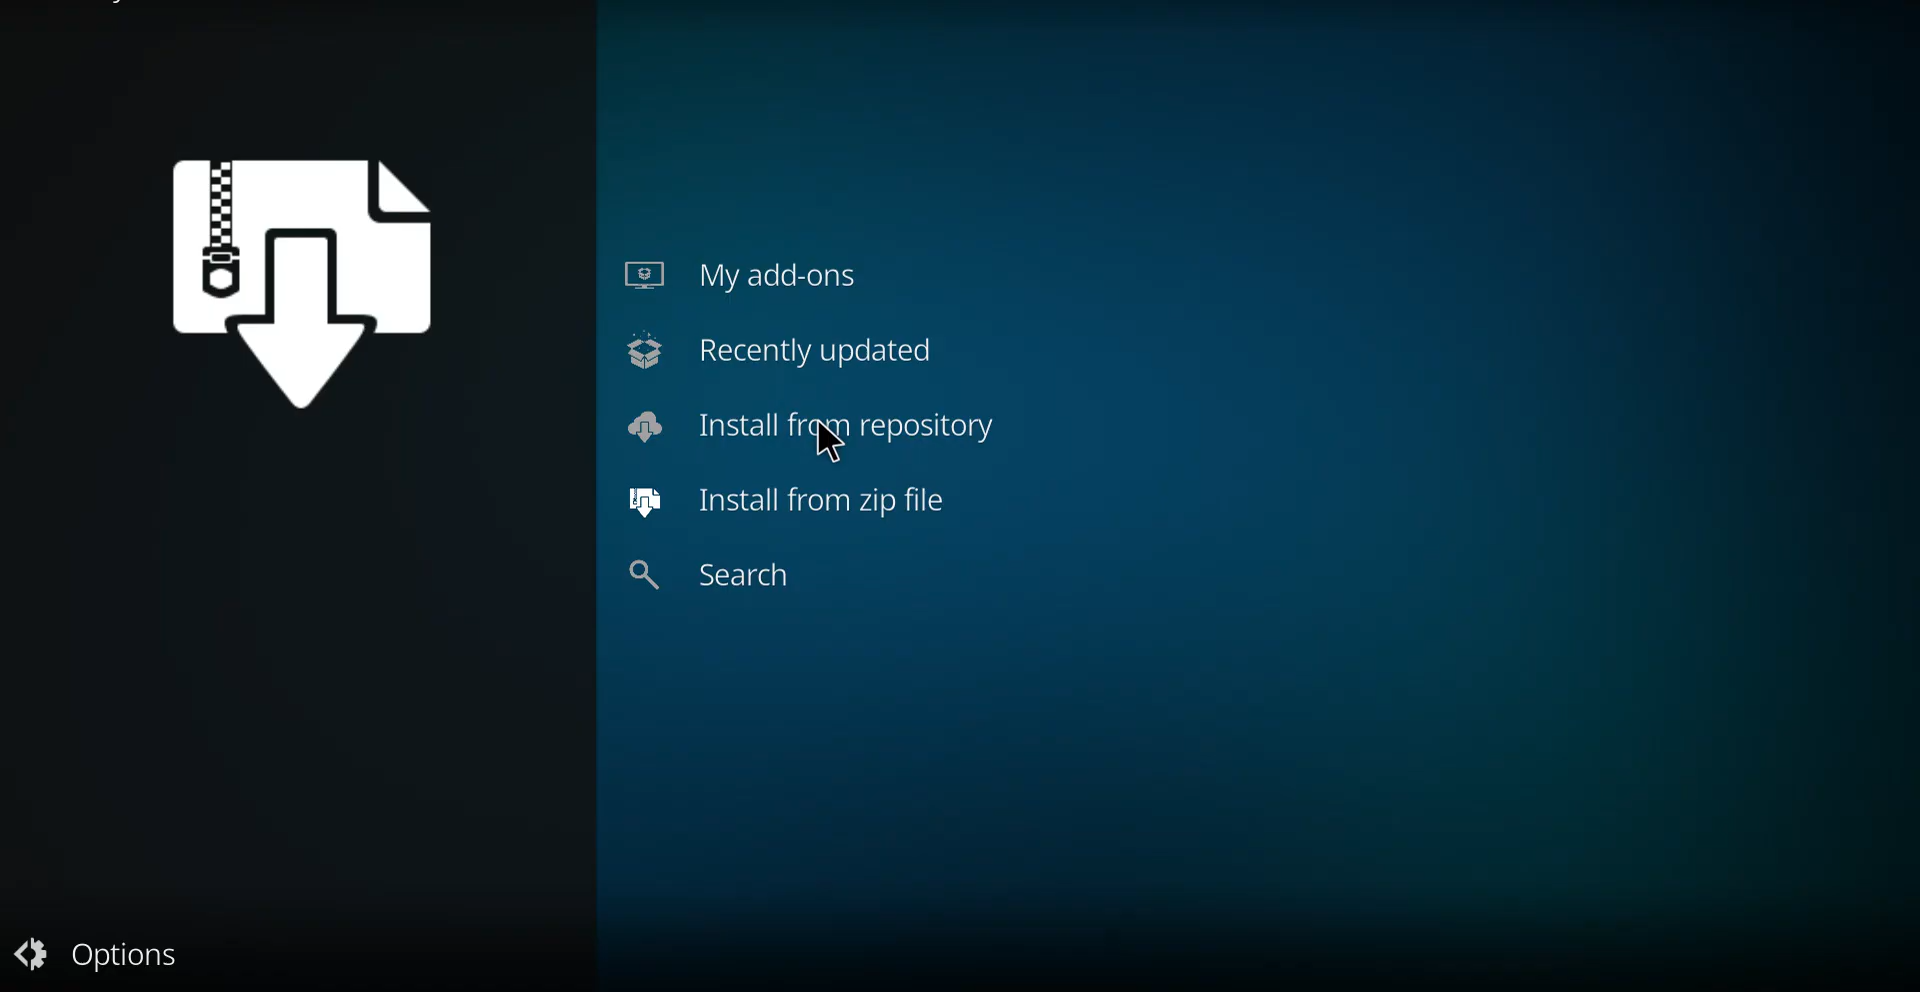 My add-ons
Recently updated
Install from repository
Install from zip file
Search
Options